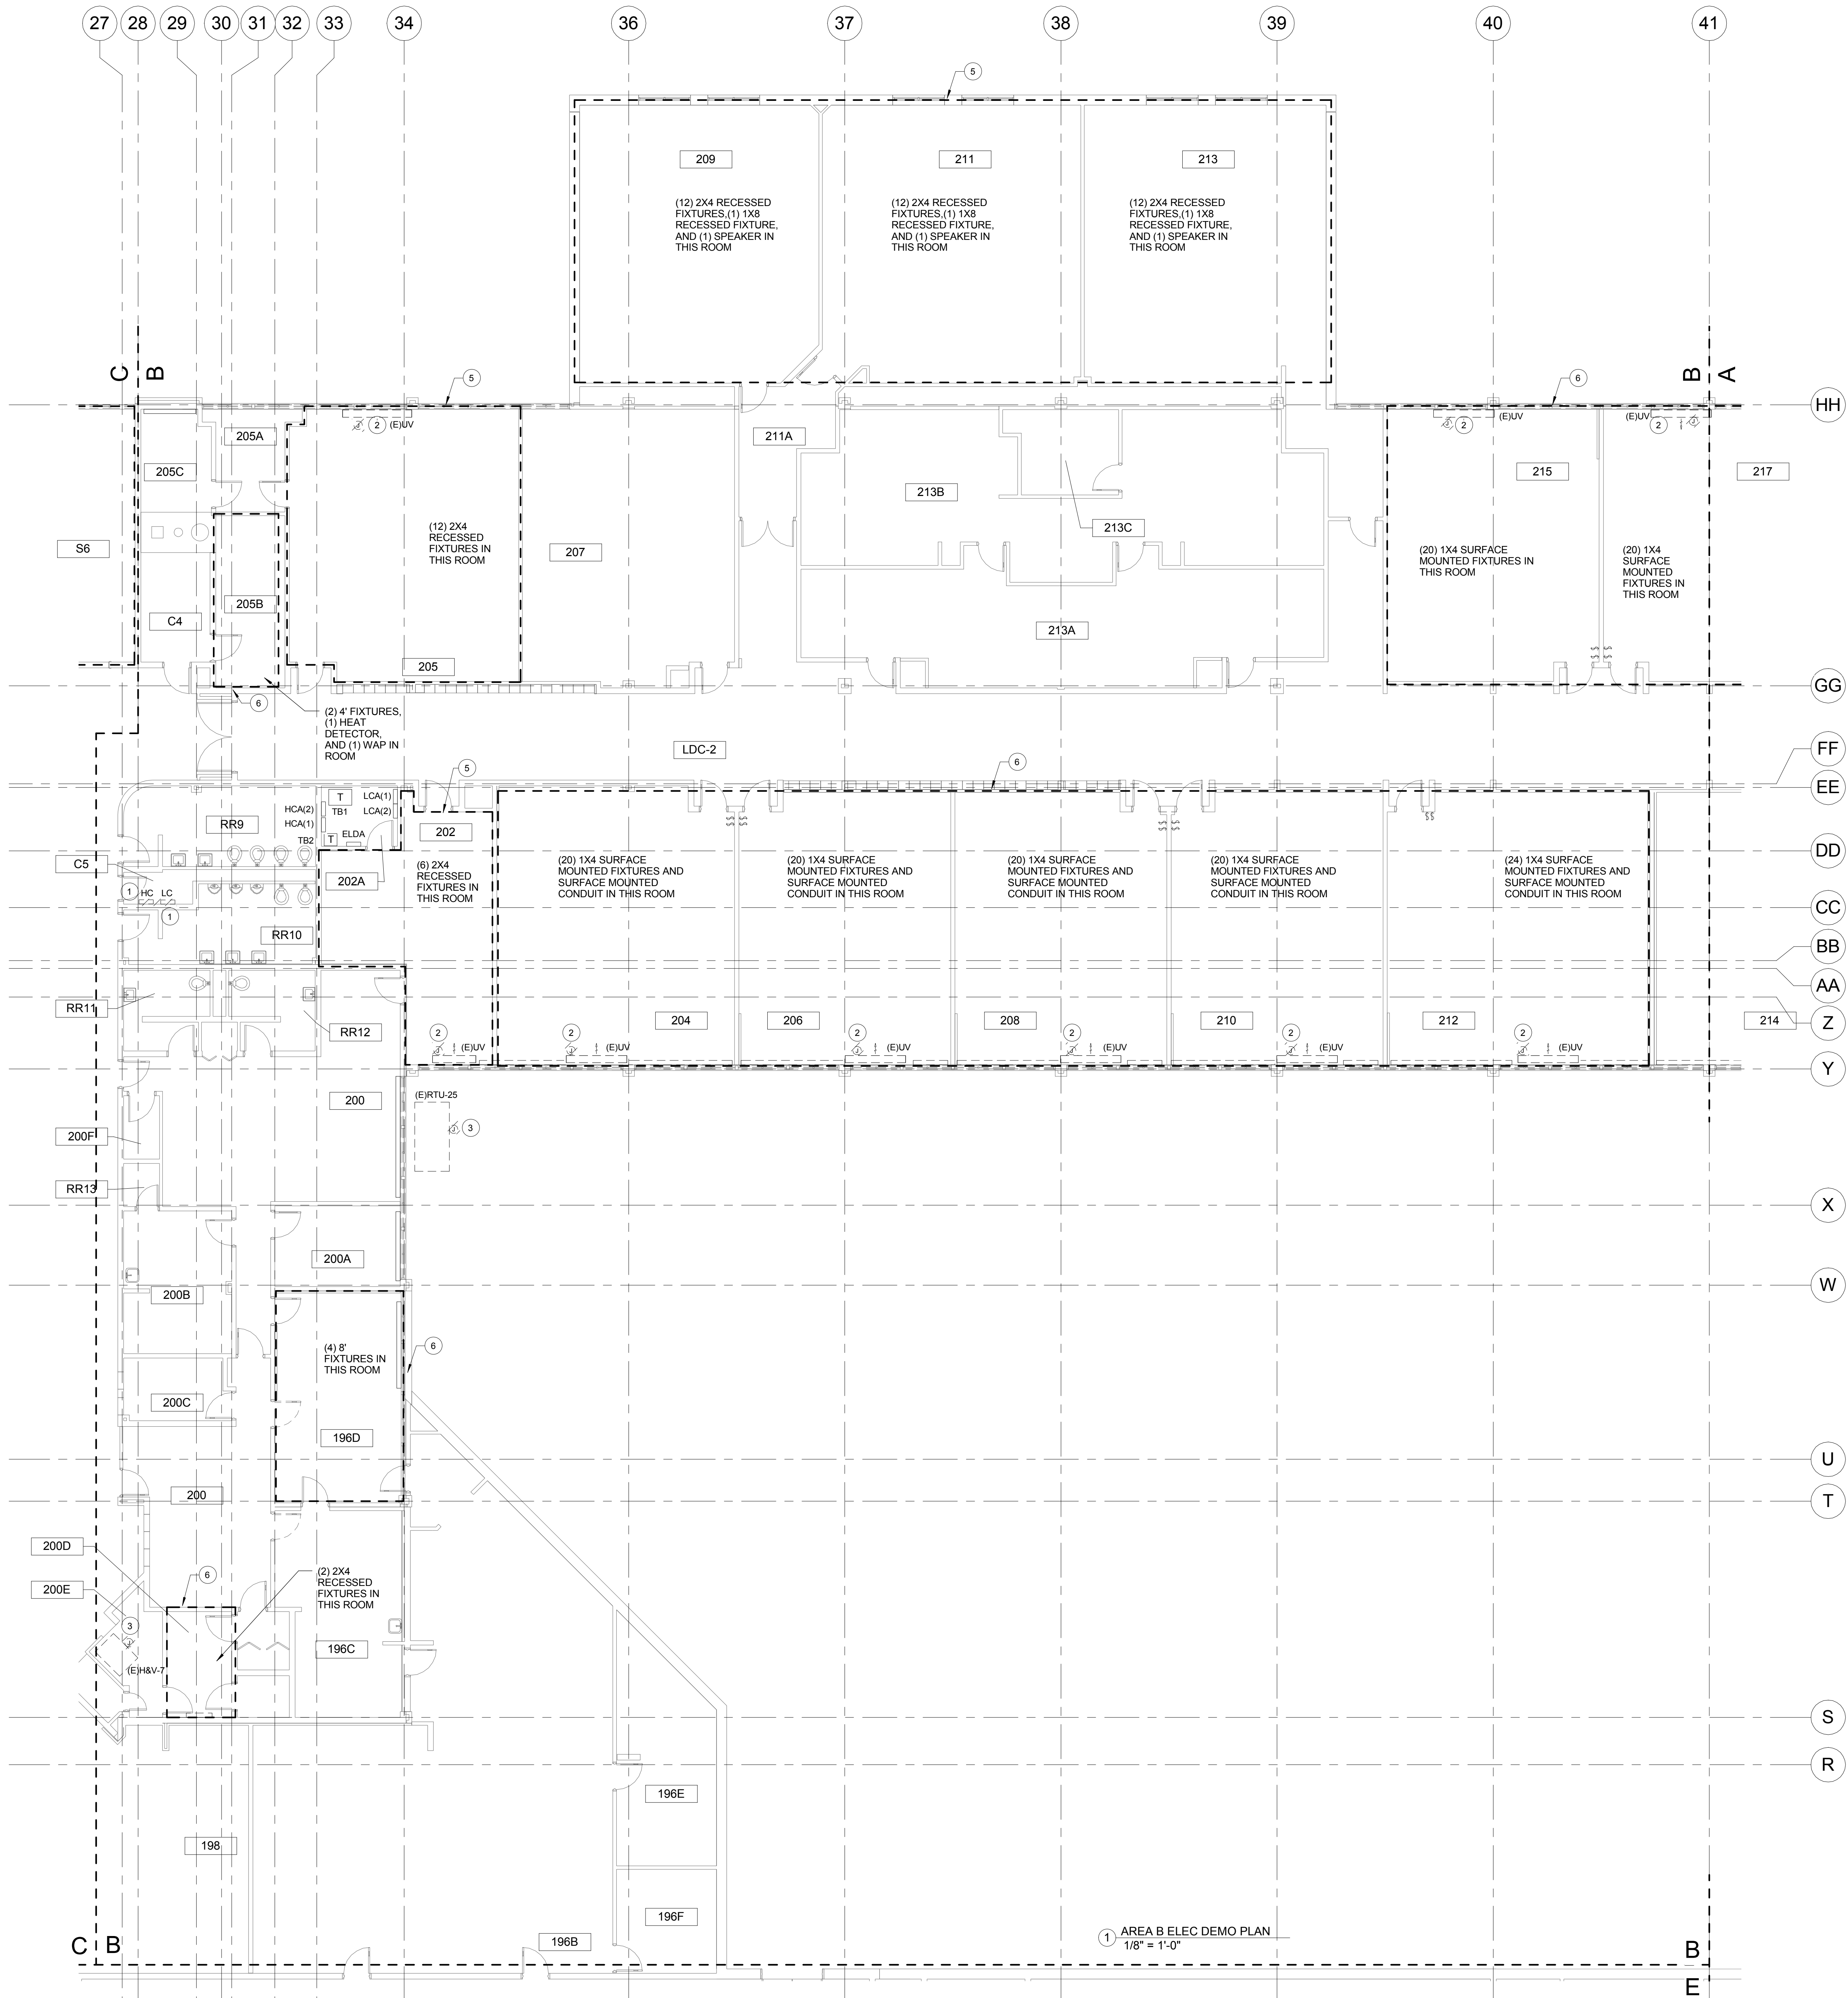 27 28 29 30 31 32 33 34 36 37 38 39 40 41
5
209 211 213
(12) 2X4 RECESSED
FIXTURES,(1) 1X8
RECESSED FIXTURE,
AND (1) SPEAKER IN
THIS ROOM
(12) 2X4 RECESSED
FIXTURES,(1) 1X8
RECESSED FIXTURE,
AND (1) SPEAKER IN
THIS ROOM
(12) 2X4 RECESSED
FIXTURES,(1) 1X8
RECESSED FIXTURE,
AND (1) SPEAKER IN
THIS ROOM
C B
5
6
B A
HH
J 2 (E)UV
J 2 (E)UV
(E)UV 2 J
205A
211A
205C
215
217
213B
213C
S6
(12) 2X4
RECESSED
FIXTURES IN
THIS ROOM
207
(20) 1X4 SURFACE
MOUNTED FIXTURES IN
THIS ROOM
(20) 1X4
SURFACE
MOUNTED
FIXTURES IN
THIS ROOM
205B
C4
213A
205
GG
6
(2) 4' FIXTURES,
(1) HEAT
DETECTOR,
AND (1) WAP IN
ROOM
LDC-2
FF
5
6
EE
T
LCA(1)
HCA(2)
TB1
LCA(2)
HCA(1)
RR9
T
ELDA
TB2
202
DD
C5
202A
(6) 2X4
RECESSED
FIXTURES IN
THIS ROOM
(20) 1X4 SURFACE
MOUNTED FIXTURES AND
SURFACE MOUNTED
CONDUIT IN THIS ROOM
(20) 1X4 SURFACE
MOUNTED FIXTURES AND
SURFACE MOUNTED
CONDUIT IN THIS ROOM
(20) 1X4 SURFACE
MOUNTED FIXTURES AND
SURFACE MOUNTED
CONDUIT IN THIS ROOM
(20) 1X4 SURFACE
MOUNTED FIXTURES AND
SURFACE MOUNTED
CONDUIT IN THIS ROOM
(24) 1X4 SURFACE
MOUNTED FIXTURES AND
SURFACE MOUNTED
CONDUIT IN THIS ROOM
1 HC LC
1
CC
RR10
BB
AA
RR11
RR12
204 206 208 210 212 214
Z
2 J (E)UV
2 J (E)UV
2 J (E)UV
2 J (E)UV
2 J (E)UV
2 J (E)UV
Y
200
(E)RTU-25
J 3
200F
RR13
X
200A
W
200B
6
(4) 8'
FIXTURES IN
THIS ROOM
200C
196D
U
200
T
200D
6
(2) 2X4
RECESSED
FIXTURES IN
THIS ROOM
200E
3
J
196C
(E)H&V-7
S
R
196E
198
196F
196B
C B
1 AREA B ELEC DEMO PLAN
1/8" = 1'-0"
B
E